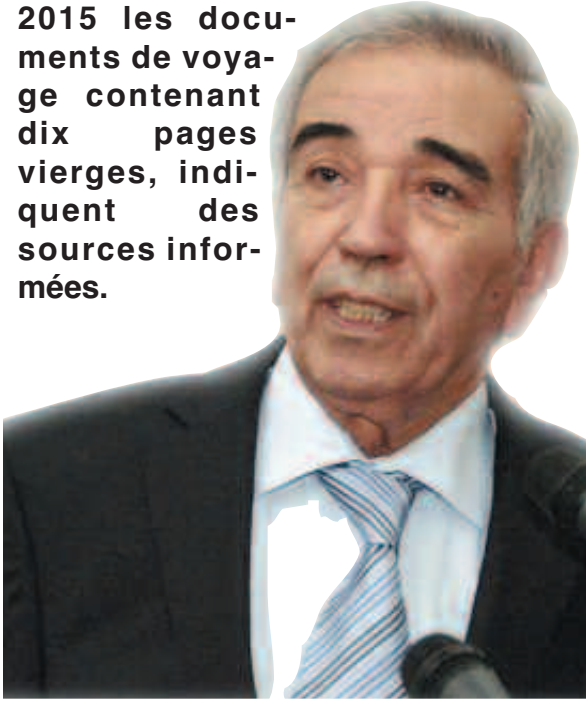 2015 les docu-
ments de voya-
ge contenant
dix pages
vierges, indi-
quent des
sources infor-
mées.